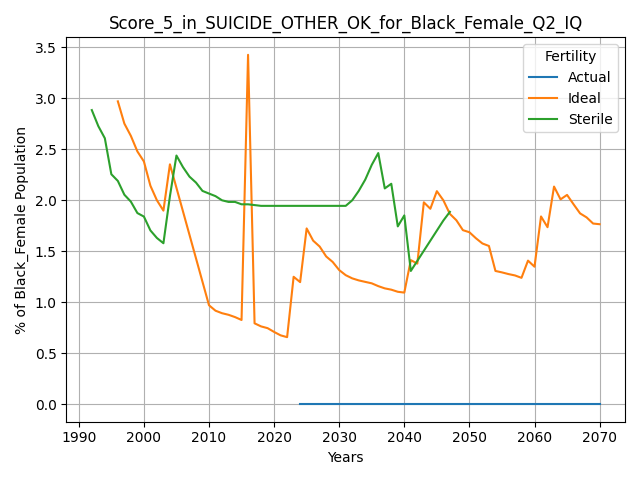 Score_5_in_SUICIDE_OTHER_OK_for_Black_Female_Q2_IQ
Fertility
Actual
Ideal
Sterile
% of Black_Female Population
3.5
3.0
2.5
2.0
1.5
1.0
0.5
0.0
1990 2000 2010 2020 2030 2040 2050 2060 2070
Years